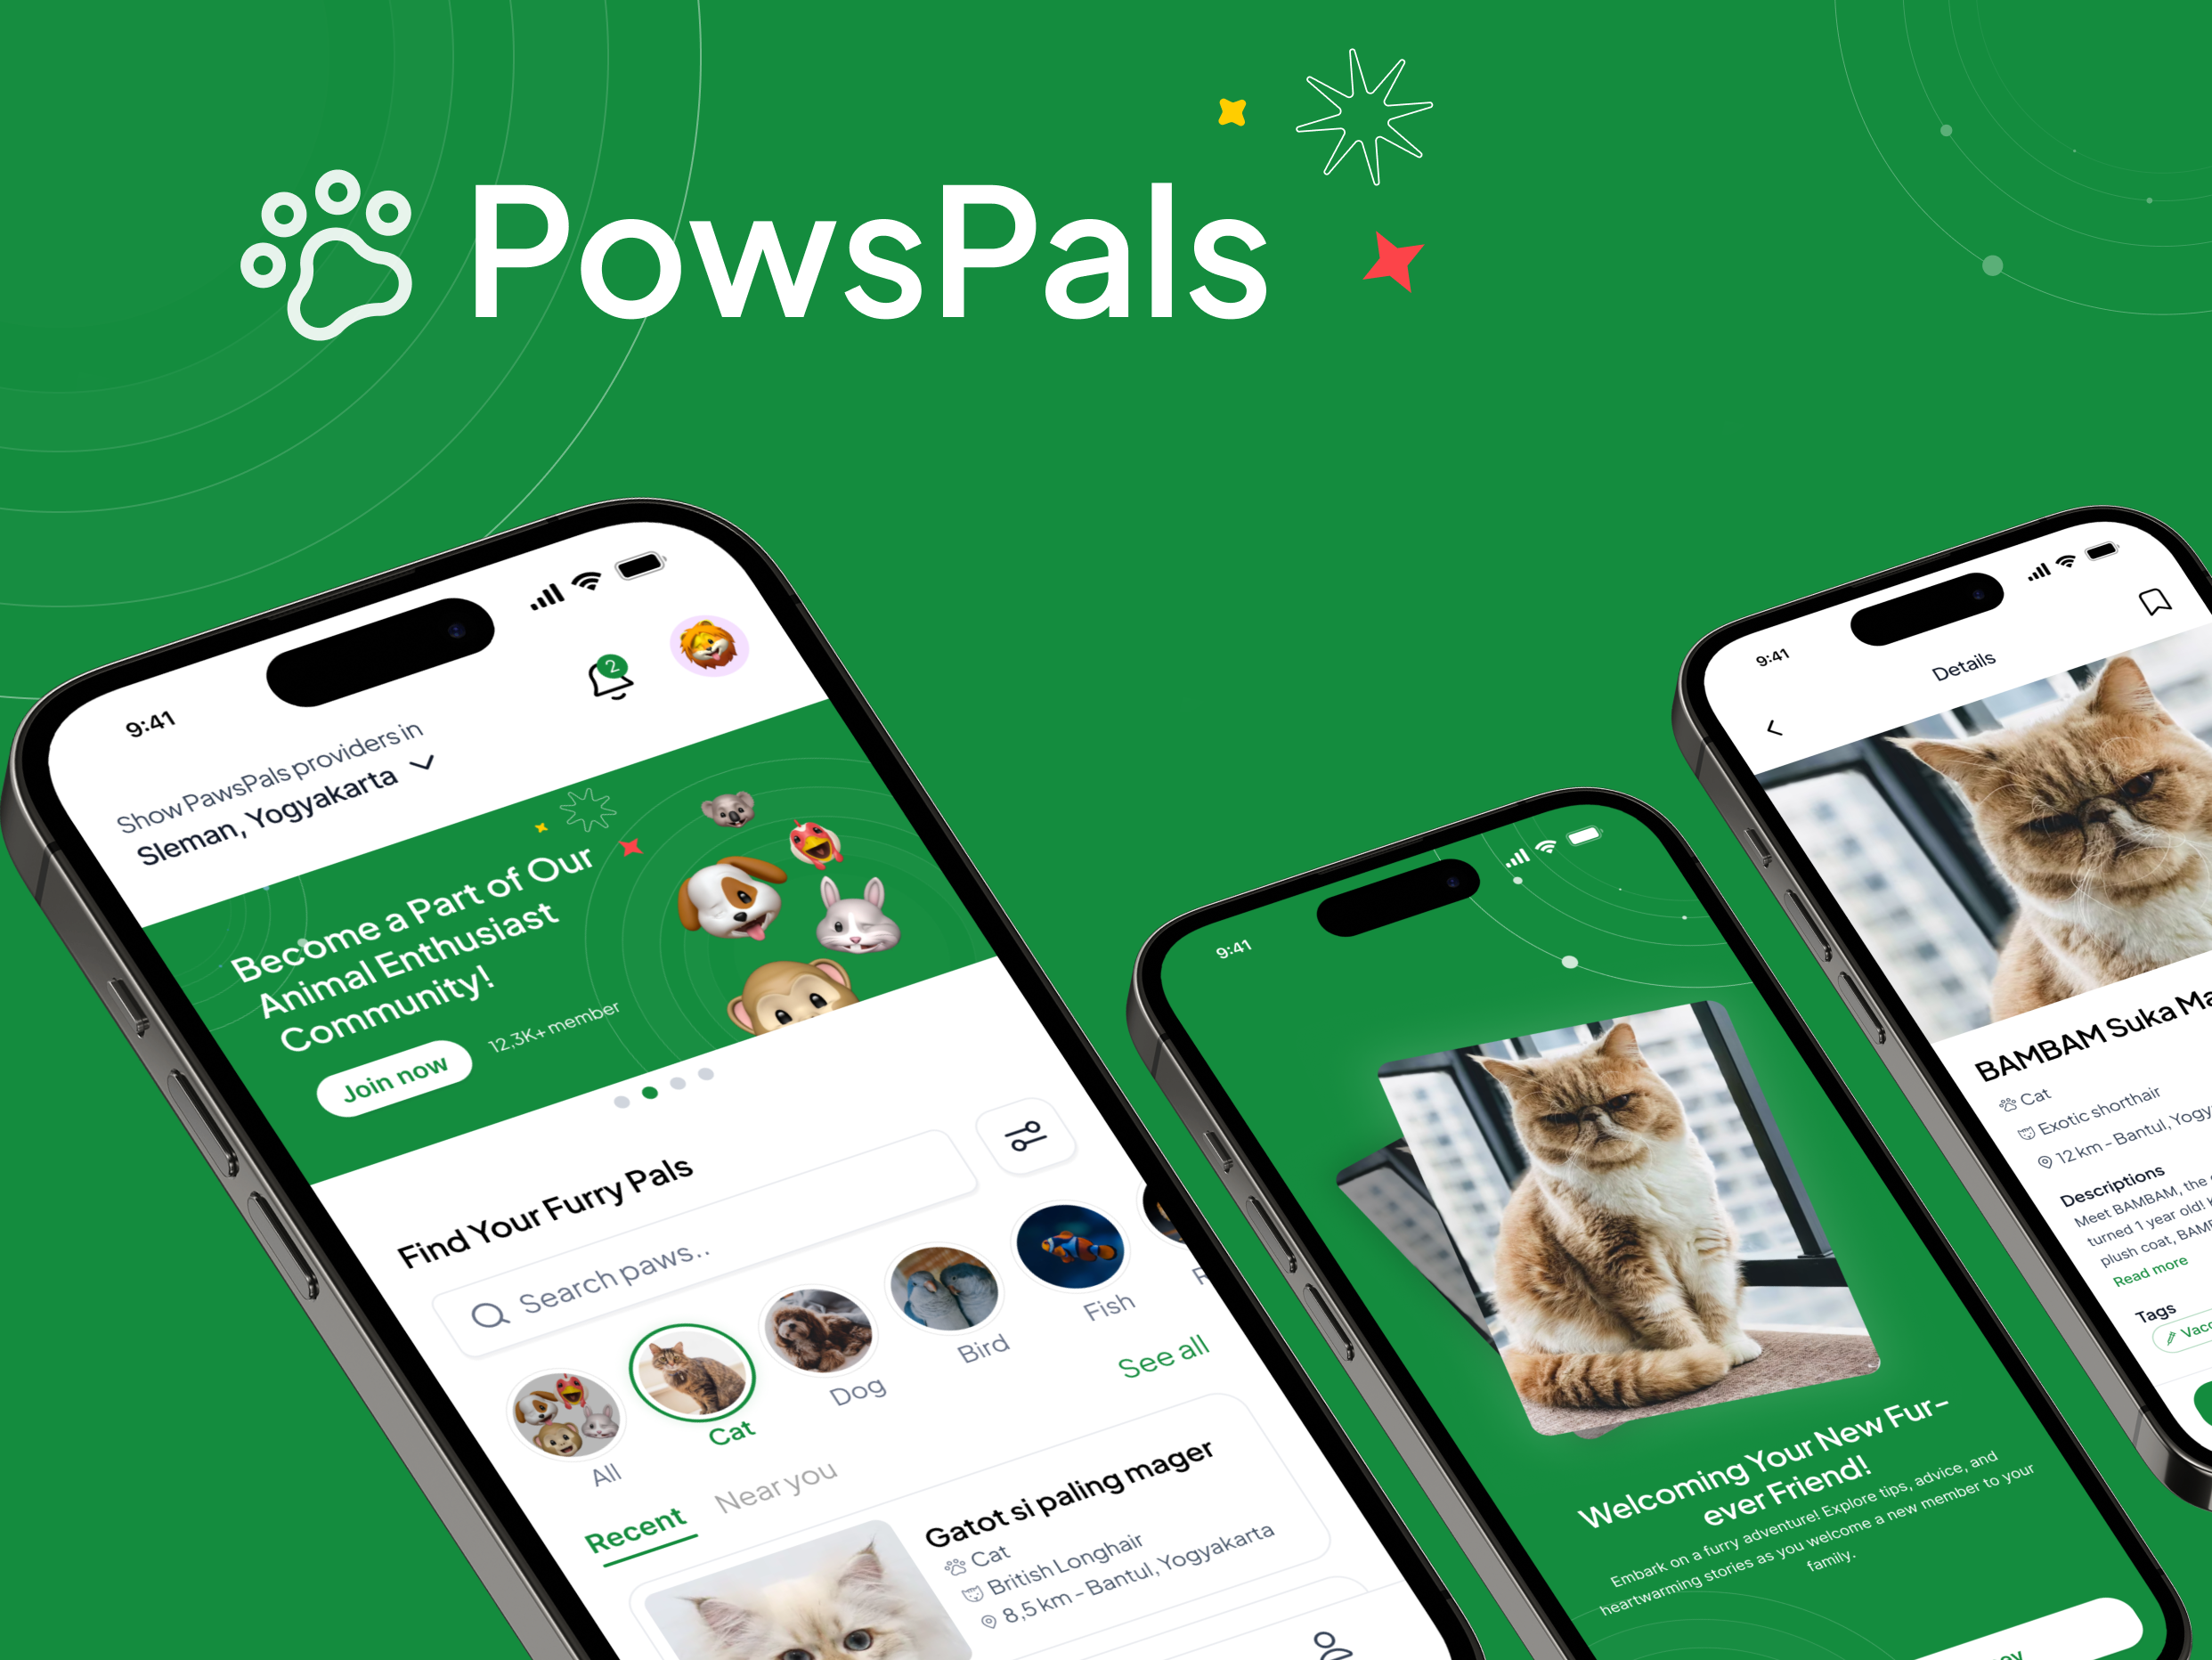 PowsPals
9:41
2
Show PawsPals providers in
Sleman, Yogyakarta
Become a Part of Our
Animal Enthusiast
Community!
Join now
12,3K+ member
Find Your Furry Pals
Search paws..
All
Cat
Dog
Bird
Fish
See all
Recent
Near you
Gatot si paling mager
Cat
British Longhair
8,5 km - Bantul, Yogyakarta
9:41
Welcoming Your New Fur-
ever Friend!
Embark on a furry adventure! Explore tips, advice, and
heartwarming stories as you welcome a new member to your
family.
9:41
Details
BAMBAM Suka
Cat
Exotic shorthair
12 km - Bantul,
Descriptions
Meet BAMBAM, the
turned 1 year old!
plush coat,
Read more
Tags